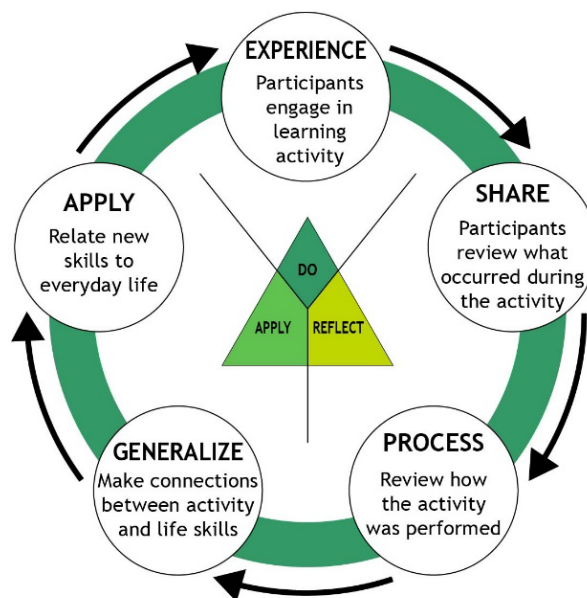 EXPERIENCE
Participants
engage in
learning
activity
SHARE
Participants
review what
occurred during
the activity
PROCESS
Review how
the activity
was performed
GENERALIZE
Make connections
between activity
and life skills
APPLY
Relate new
skills to
everyday life
DO
APPLY
REFLECT